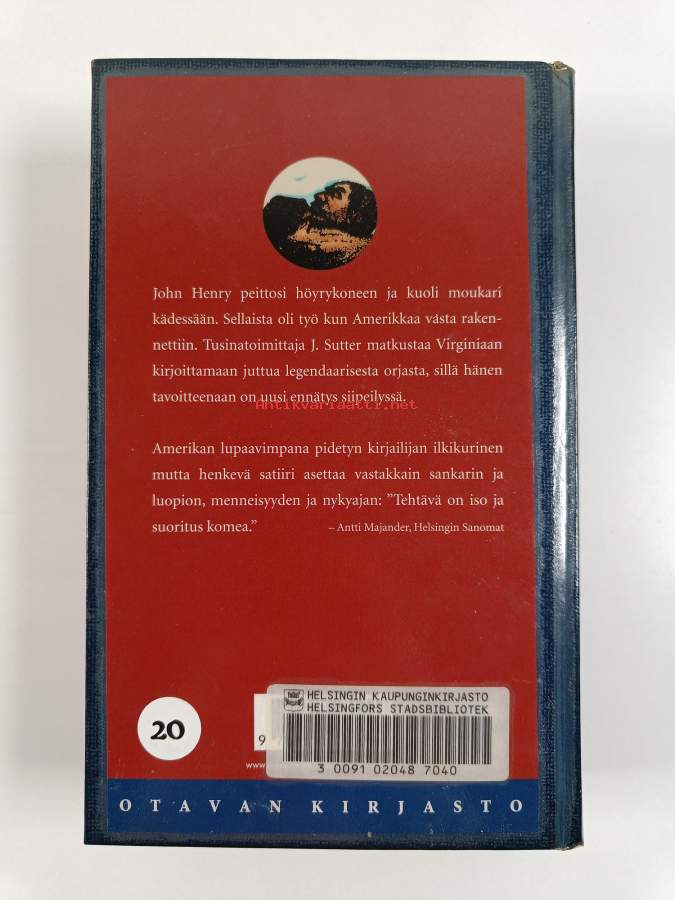 John Henry peittosi höyrykoneen ja kuoli moukari
kädessään. Sellaista oli työ kun Amerikkaa vasta raken-
nettiin. Tusinatoimittaja J. Sutter matkustaa Virginiaan
kirjoittamaan juttua legendaarisesta orjasta, sillä hänen
tavoitteenaan on uusi ennätys siipeilyssä.
Antikvariaatti.net
Amerikan lupaavimpana pidetyn kirjailijan ilkikurinen
mutta henkevä satiiri asettaa vastakkain sankarin ja
luopion, menneisyyden ja nykyajan: ”Tehtävä on iso ja
suoritus komea.” – Antti Majander, Helsingin Sanomat
20
HELSINGIN KAUPUNGINKIRJASTO
HELSINGFORS STADSBIBLIOTEK
9
www.
3 0091 02048 7040
OTAVAN KIRJASTO